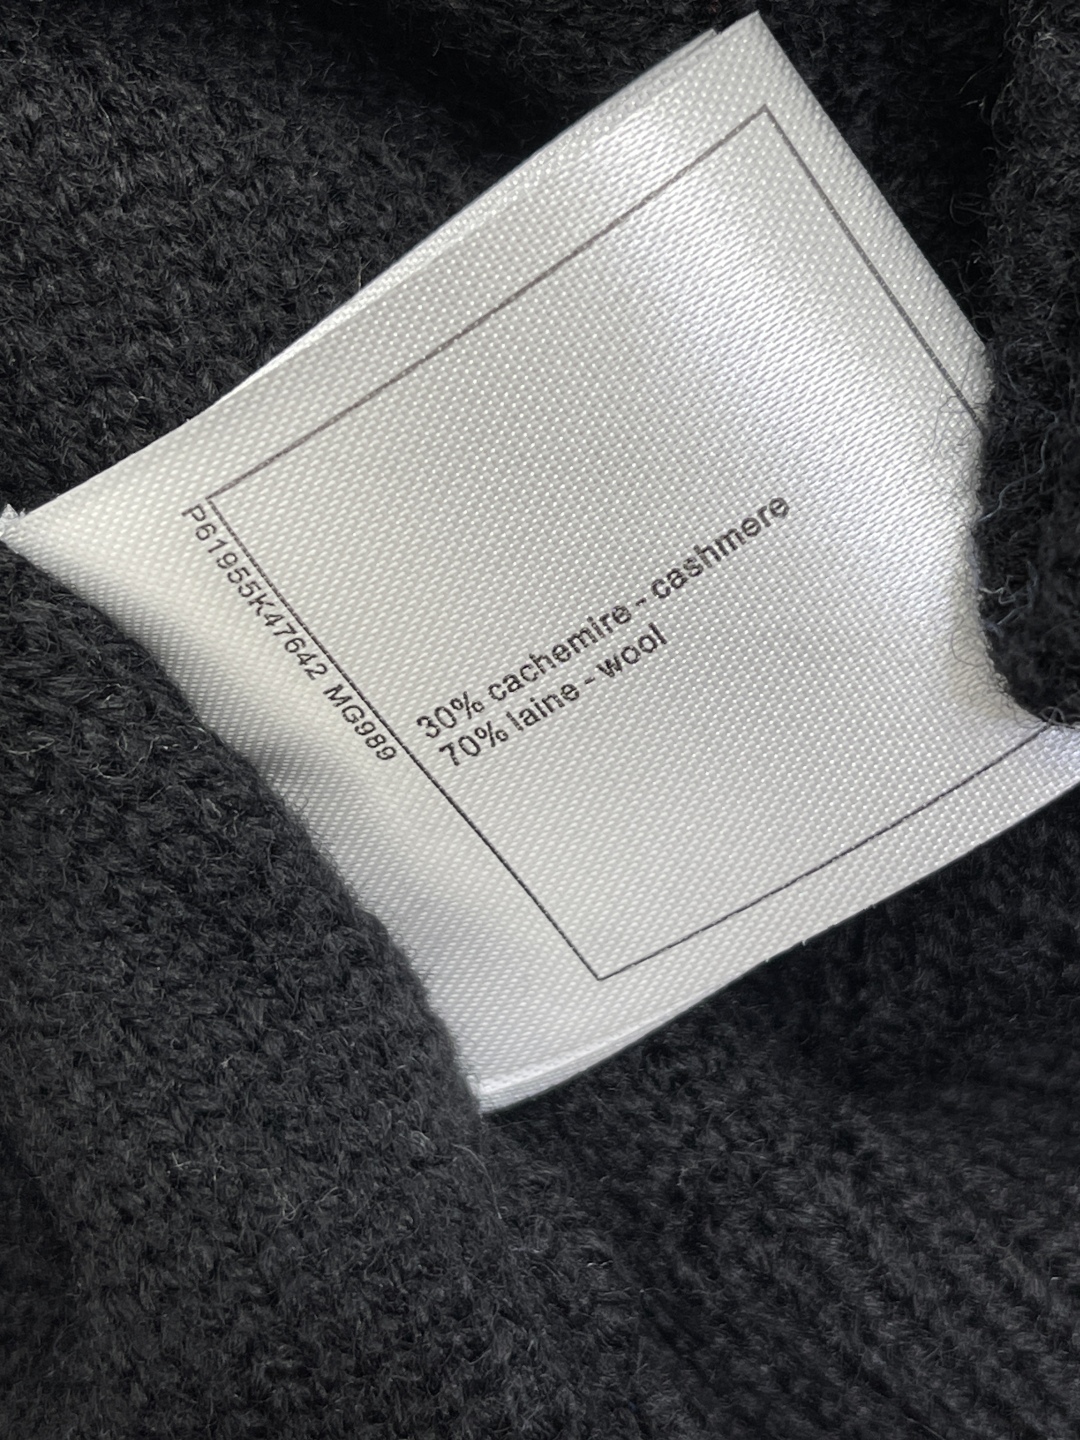 P61955K47642 MG989
30% cachemire - cashmere
70% laine - wool